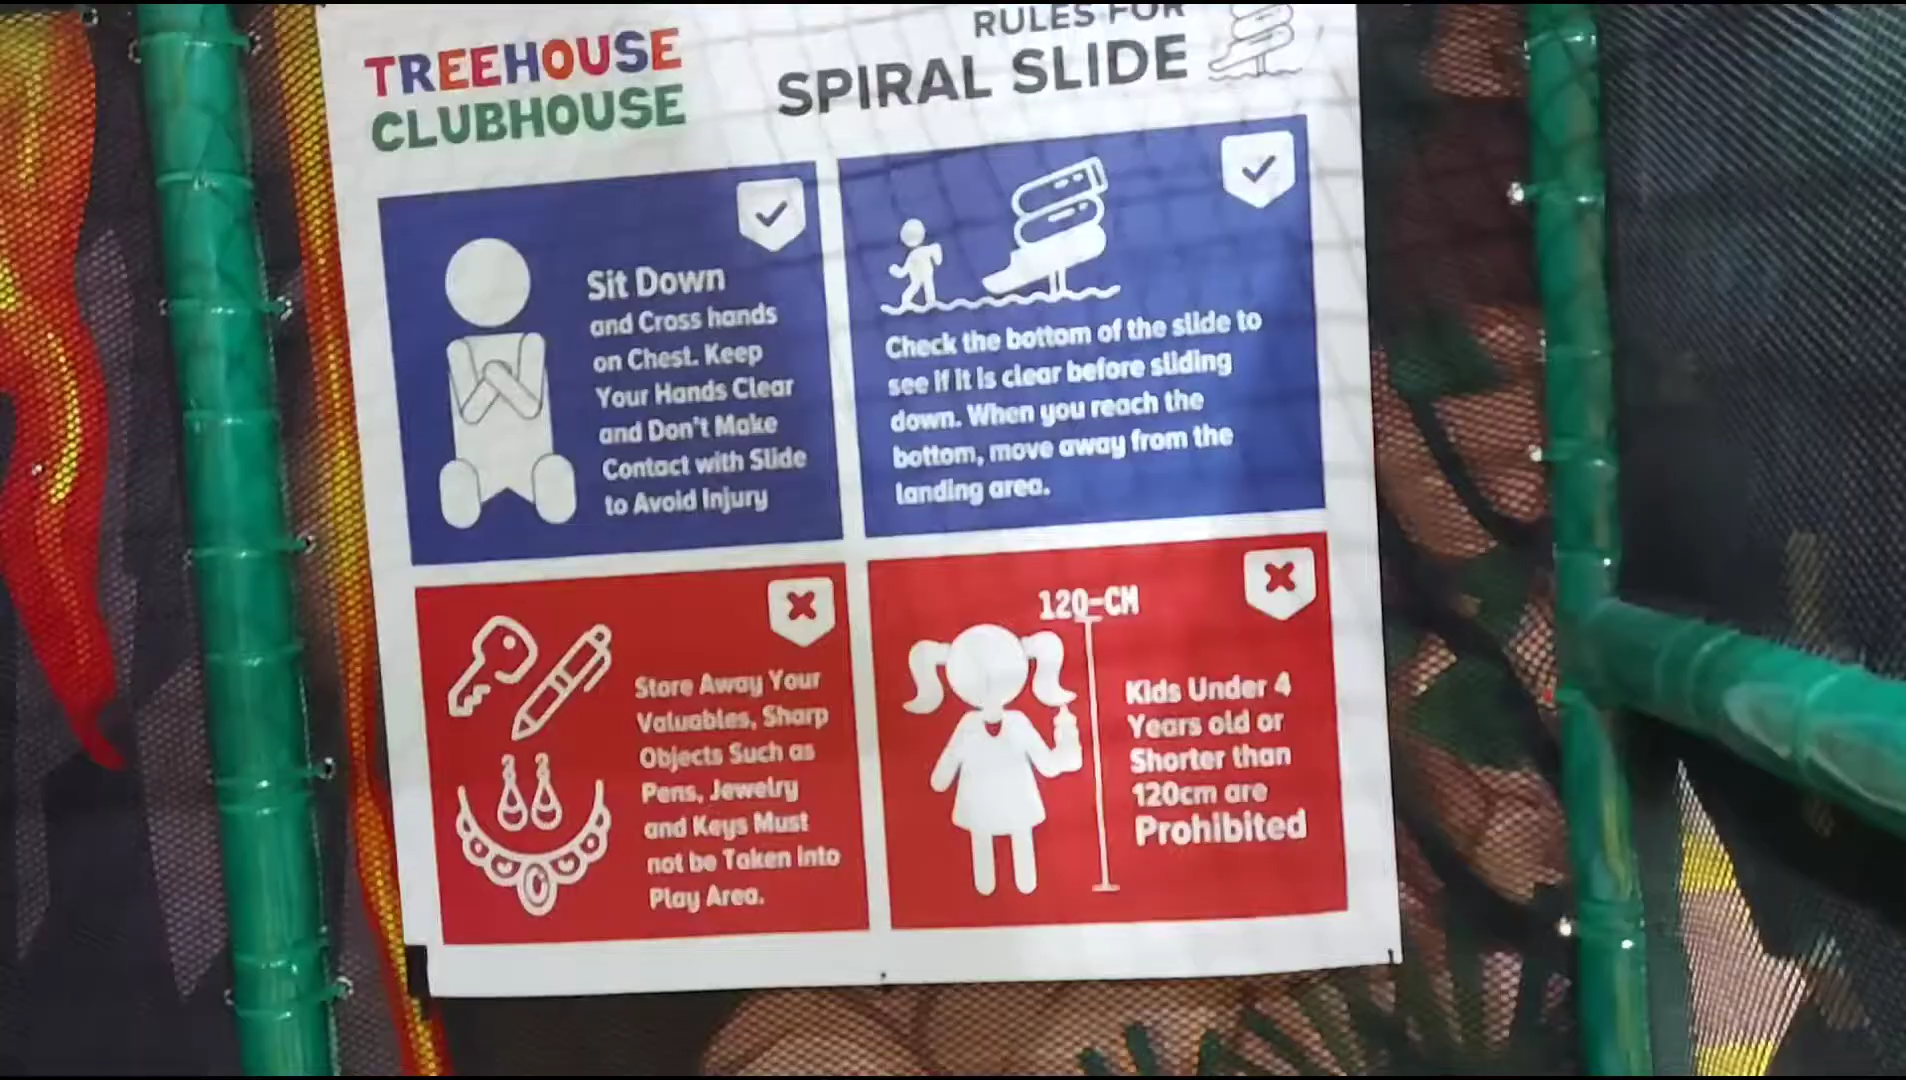 TREEHOUSE
CLUBHOUSE
RULES FOR
SPIRAL SLIDE
Sit Down
and Cross hands
on Chest. Keep
Your Hands Clear
and Don't Make
Contact with Slide
to Avoid Injury
Check the bottom of the slide to
see if it is clear before sliding
down. When you reach the
bottom, move away from the
landing area.
Store Away Your
Valuables, Sharp
Objects Such as
Pens, Jewelry
and Keys Must
not be Taken into
Play Area.
120-CM
Kids Under 4
Years old or
Shorter than
120cm are
Prohibited